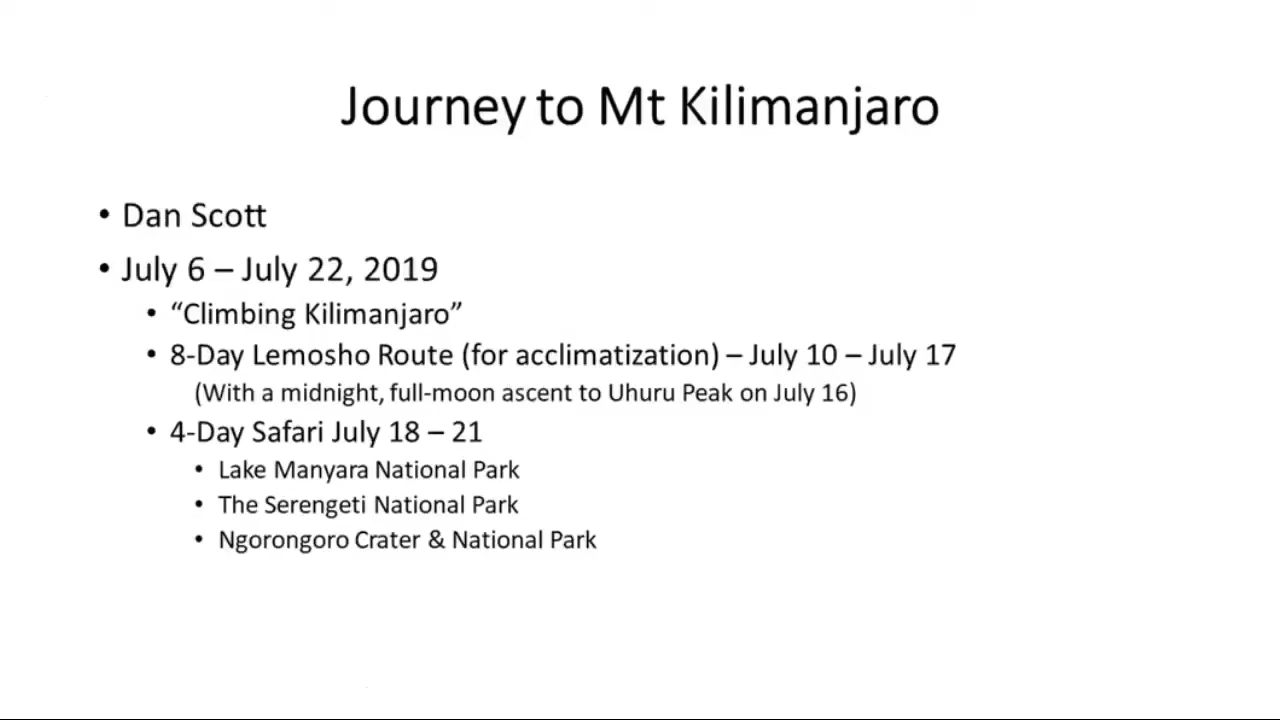 Journey to Mt Kilimanjaro
• Dan Scott
• July 6 – July 22, 2019
• “Climbing Kilimanjaro”
• 8-Day Lemosho Route (for acclimatization) – July 10 – July 17
(With a midnight, full-moon ascent to Uhuru Peak on July 16)
• 4-Day Safari July 18 – 21
• Lake Manyara National Park
• The Serengeti National Park
• Ngorongoro Crater & National Park